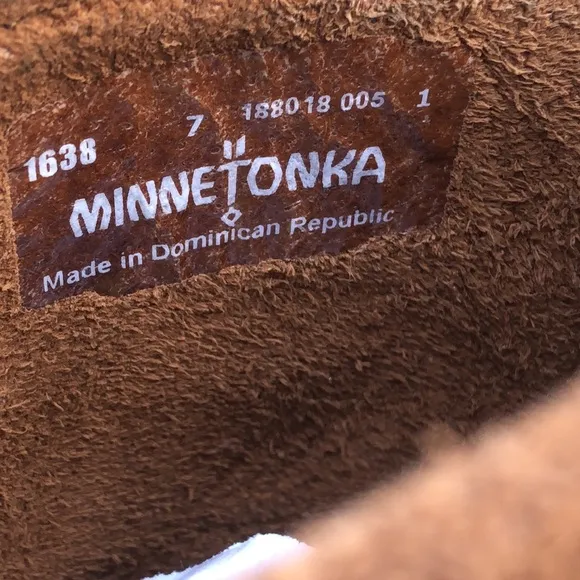 1638 7 188018 005 1
MINNETONKA
Made in Dominican Republic